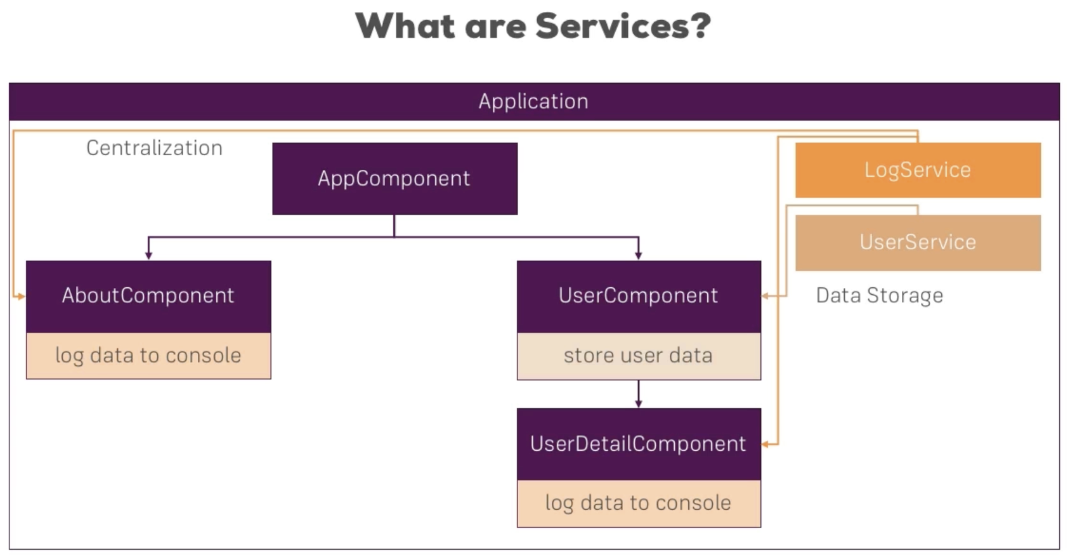 What are Services?
Application
Centralization
AppComponent
LogService
UserService
AboutComponent
UserComponent
Data Storage
log data to console
store user data
UserDetailComponent
log data to console